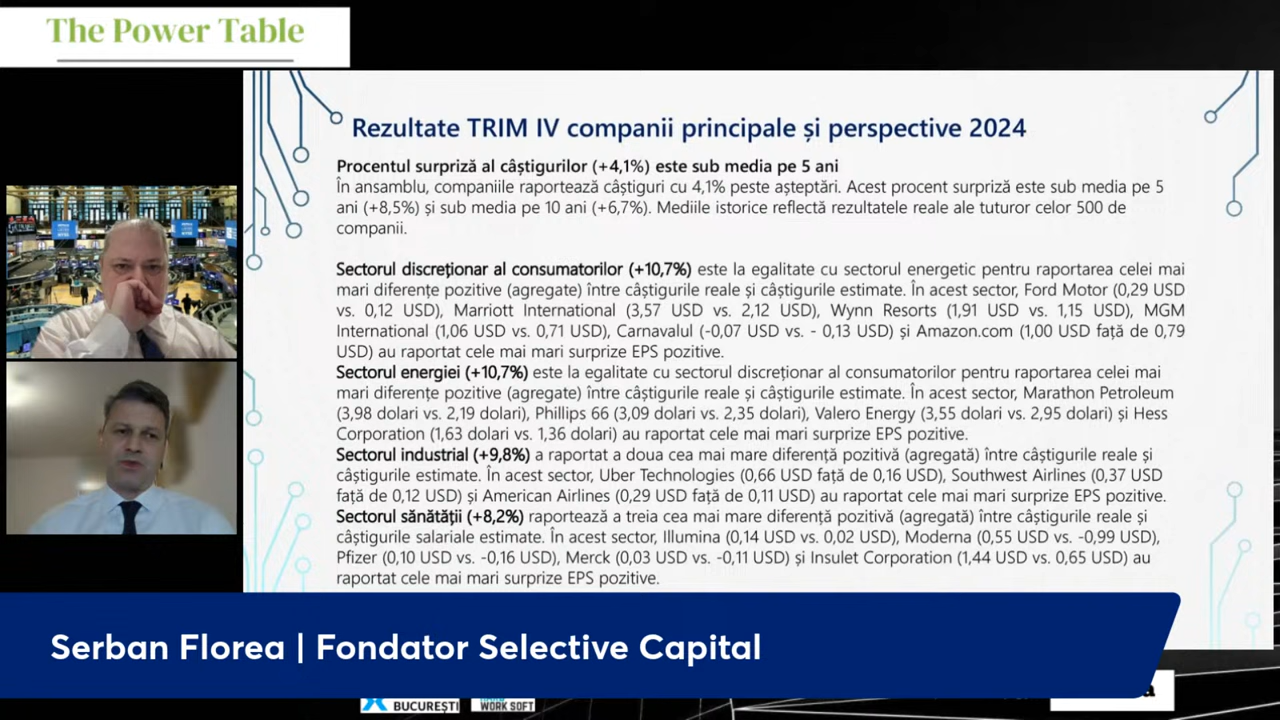 The Power Table
Rezultate TRIM IV companii principale și perspective 2024
Procentul surpriză al câștigurilor (+4,1%) este sub media pe 5 ani
În ansamblu, companiile raportează câștiguri cu 4,1% peste așteptări. Acest procent surpriză este sub media pe 5
ani (+8,5%) și sub media pe 10 ani (+6,7%). Mediile istorice reflectă rezultatele reale ale tuturor celor 500 de
companii.
Sectorul discreționar al consumatorilor (+10,7%) este la egalitate cu sectorul energetic pentru raportarea celei mai
mari diferențe pozitive (agregate) între câștigurile reale și câștigurile estimate. În acest sector, Ford Motor (0,29 USD
vs. 0,12 USD), Marriott International (3,57 USD vs. 2,12 USD), Wynn Resorts (1,91 USD vs. 1,15 USD), MGM
International (1,06 USD vs. 0,71 USD), Carnavalul (-0,07 USD vs. - 0,13 USD) și Amazon.com (1,00 USD față de 0,79
USD) au raportat cele mai mari surprize EPS pozitive.
Sectorul energiei (+10,7%) este la egalitate cu sectorul discreționar al consumatorilor pentru raportarea celei mai
mari diferențe pozitive (agregate) între câștigurile reale și câștigurile estimate. În acest sector, Marathon Petroleum
(3,98 dolari vs. 2,19 dolari), Phillips 66 (3,09 dolari vs. 2,35 dolari), Valero Energy (3,55 dolari vs. 2,95 dolari) și Hess
Corporation (1,63 dolari vs. 1,36 dolari) au raportat cele mai mari surprize EPS pozitive.
Sectorul industrial (+9,8%) a raportat a doua cea mai mare diferență pozitivă (agregată) între câștigurile reale și
câștigurile estimate. În acest sector, Uber Technologies (0,66 USD față de 0,16 USD), Southwest Airlines (0,37 USD
față de 0,12 USD) și American Airlines (0,29 USD față de 0,11 USD) au raportat cele mai mari surprize EPS pozitive.
Sectorul sănătății (+8,2%) raportează a treia cea mai mare diferență pozitivă (agregată) între câștigurile reale și
câștigurile salariale estimate. În acest sector, Illumina (0,14 USD vs. 0,02 USD), Moderna (0,55 USD vs. -0,99 USD),
Pfizer (0,10 USD vs. -0,16 USD), Merck (0,03 USD vs. -0,11 USD) și Insulet Corporation (1,44 USD vs. 0,65 USD) au
raportat cele mai mari surprize EPS pozitive.
Serban Florea | Fondator Selective Capital
BUCUREȘTI
WORK SOFT